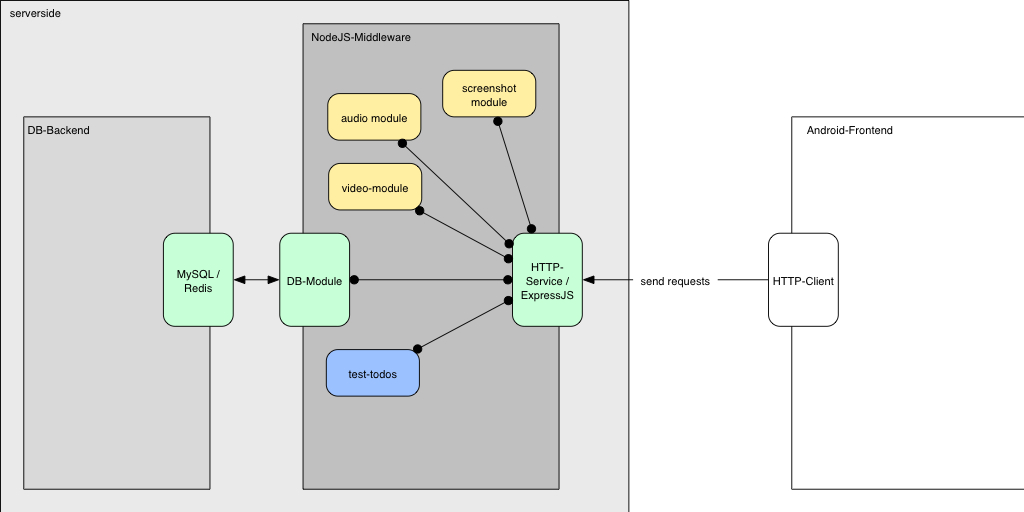 serverside
NodeJS-Middleware
screenshot
module
audio module
DB-Backend
Android-Frontend
video-module
MySQL /
Redis
DB-Module
HTTP-
Service /
ExpressJS
send requests
HTTP-Client
test-todos